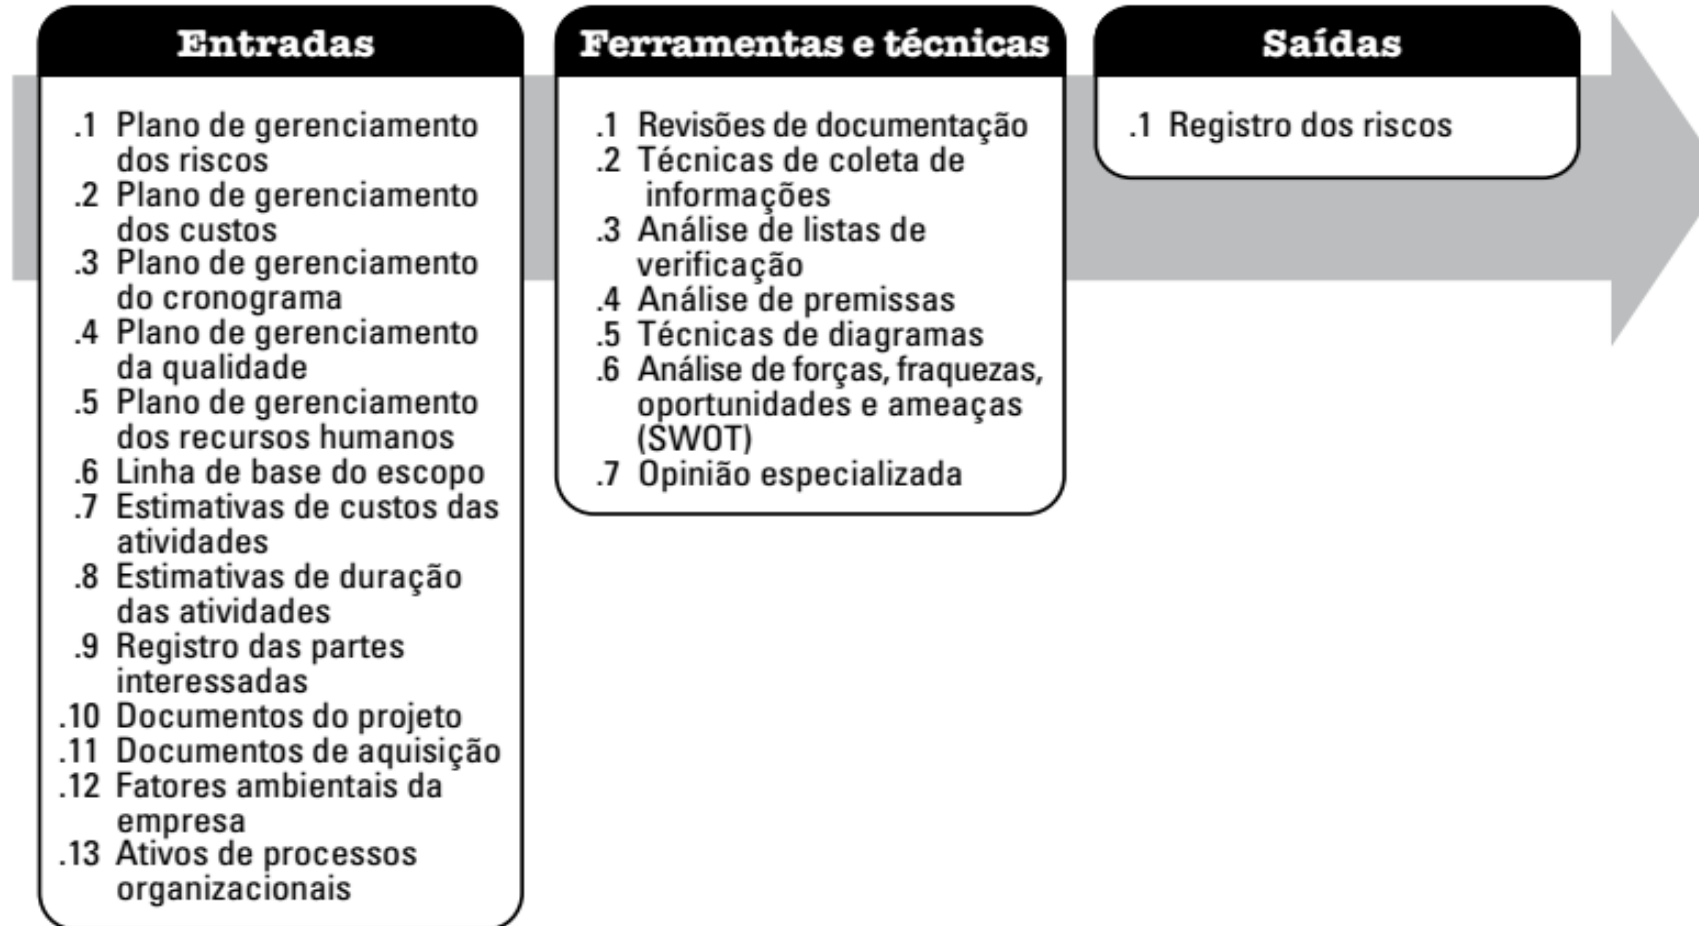 Entradas
.1 Plano de gerenciamento
dos riscos
.2 Plano de gerenciamento
dos custos
.3 Plano de gerenciamento
do cronograma
.4 Plano de gerenciamento
da qualidade
.5 Plano de gerenciamento
dos recursos humanos
.6 Linha de base do escopo
.7 Estimativas de custos das
atividades
.8 Estimativas de duração
das atividades
.9 Registro das partes
interessadas
.10 Documentos do projeto
.11 Documentos de aquisição
.12 Fatores ambientais da
empresa
.13 Ativos de processos
organizacionais
Ferramentas e técnicas
.1 Revisões de documentação
.2 Técnicas de coleta de
informações
.3 Análise de listas de
verificação
.4 Análise de premissas
.5 Técnicas de diagramas
.6 Análise de forças, fraquezas,
oportunidades e ameaças
(SWOT)
.7 Opinião especializada
Saídas
.1 Registro dos riscos